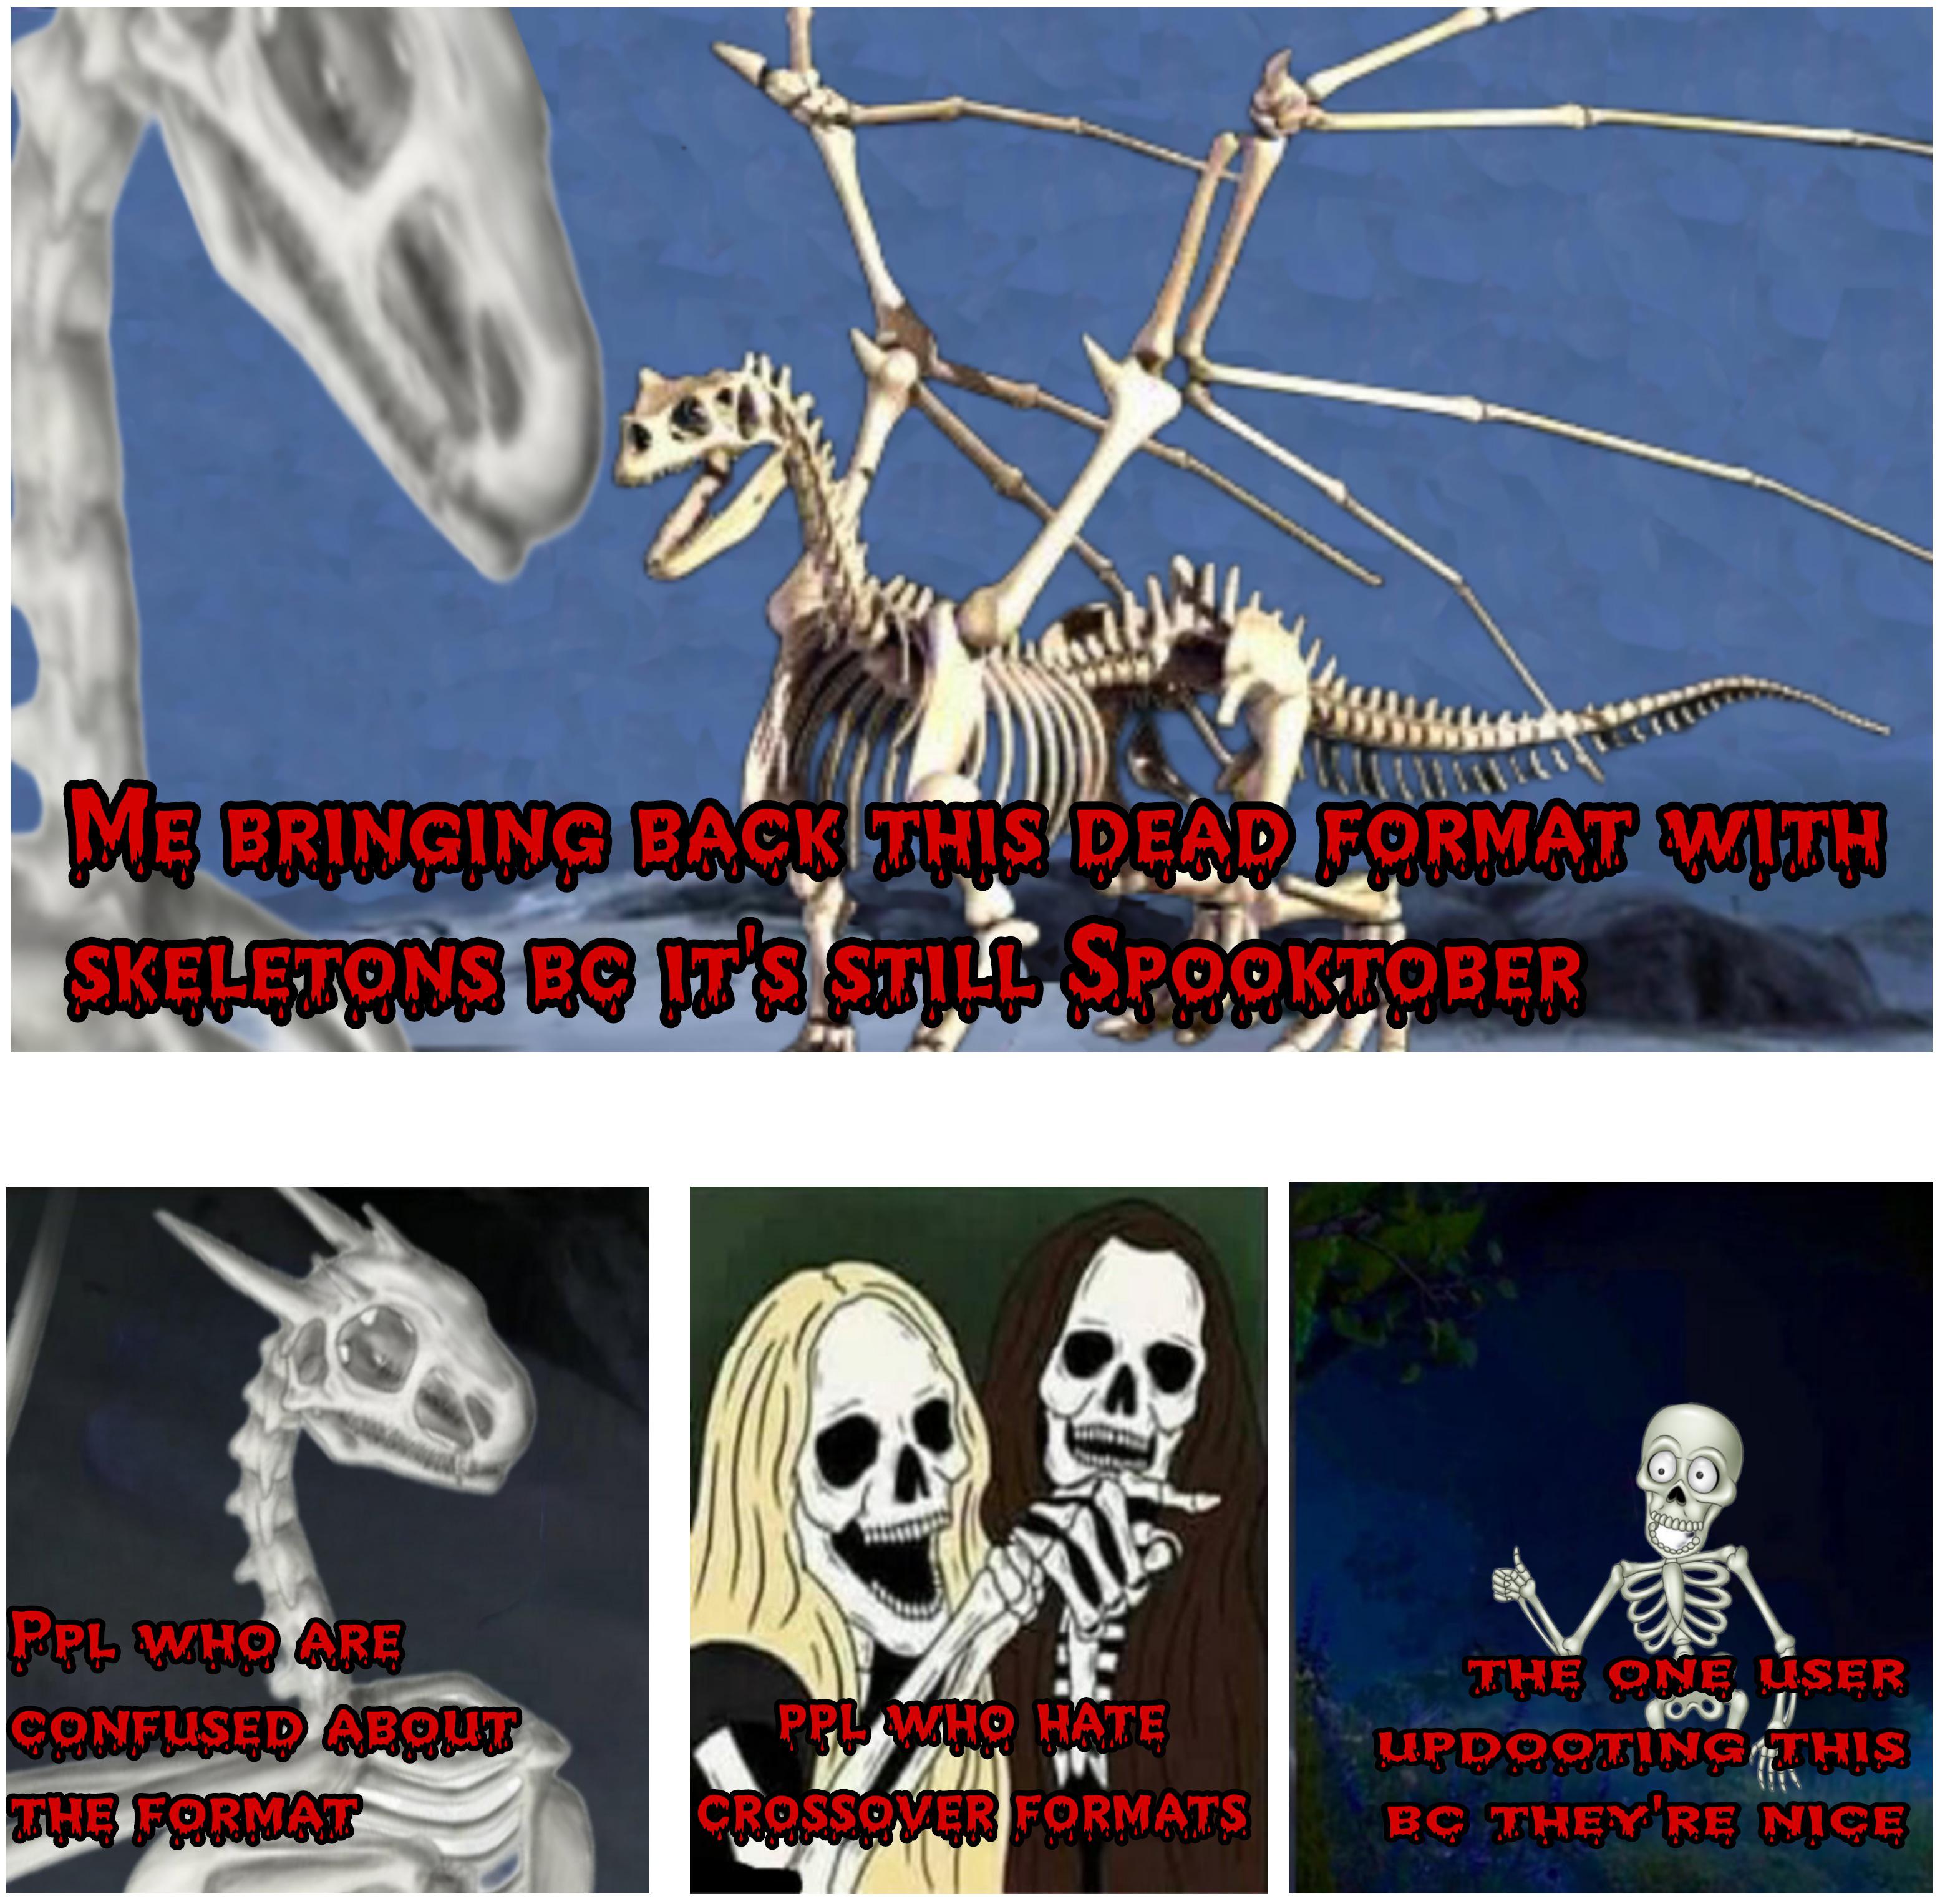 Me bringing back this dead format with
skeletons bc it's still Spooktober
Ppl who are
confused about
the format
ppl who hate
crossover formats
the one user
updooting this
bc they're nice